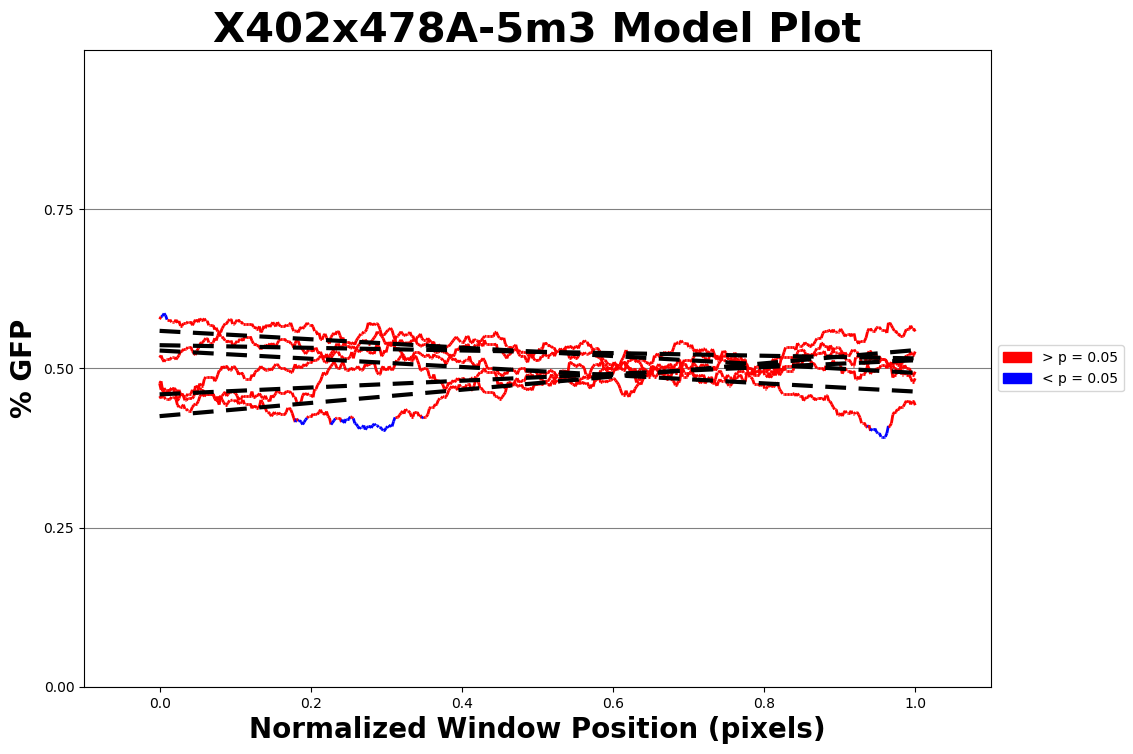 X402x478A-5m3 Model Plot
% GFP
0.75
0.50
0.25
0.00
0.0 0.2 0.4 0.6 0.8 1.0
Normalized Window Position (pixels)
> p = 0.05
< p = 0.05